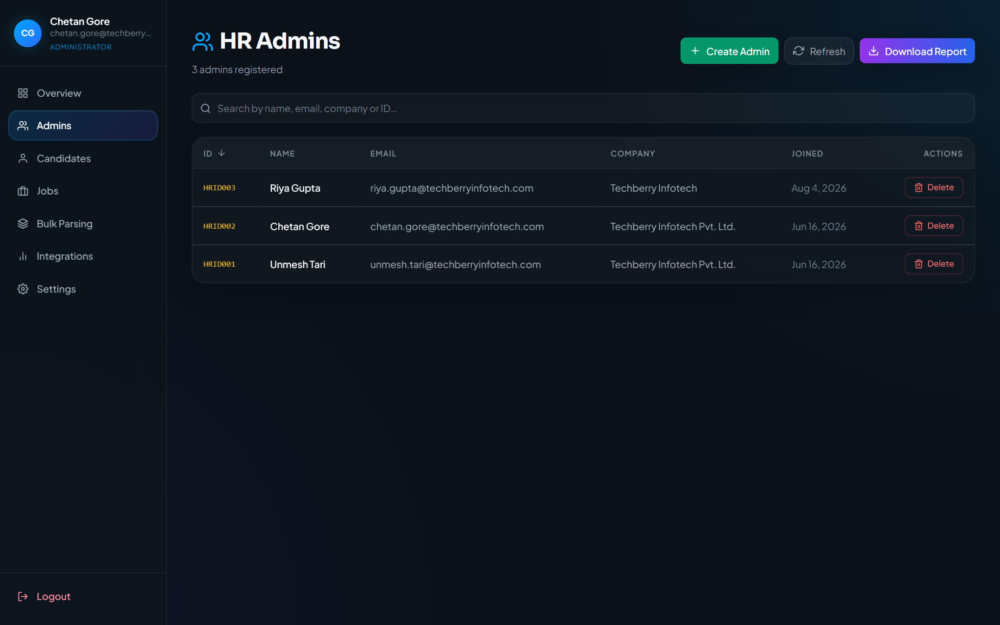 CG
Chetan Gore
chetan.gore@techberry...
ADMINISTRATOR
Overview
Admins
Candidates
Jobs
Bulk Parsing
Integrations
Settings
Logout
HR Admins
3 admins registered
Create Admin
Refresh
Download Report
Search by name, email, company or ID...
ID NAME EMAIL COMPANY JOINED ACTIONS
HRID003 Riya Gupta riya.gupta@techberryinfotech.com Techberry Infotech Aug 4, 2026 Delete
HRID002 Chetan Gore chetan.gore@techberryinfotech.com Techberry Infotech Pvt. Ltd. Jun 16, 2026 Delete
HRID001 Unmesh Tari unmesh.tari@techberryinfotech.com Techberry Infotech Pvt. Ltd. Jun 16, 2026 Delete